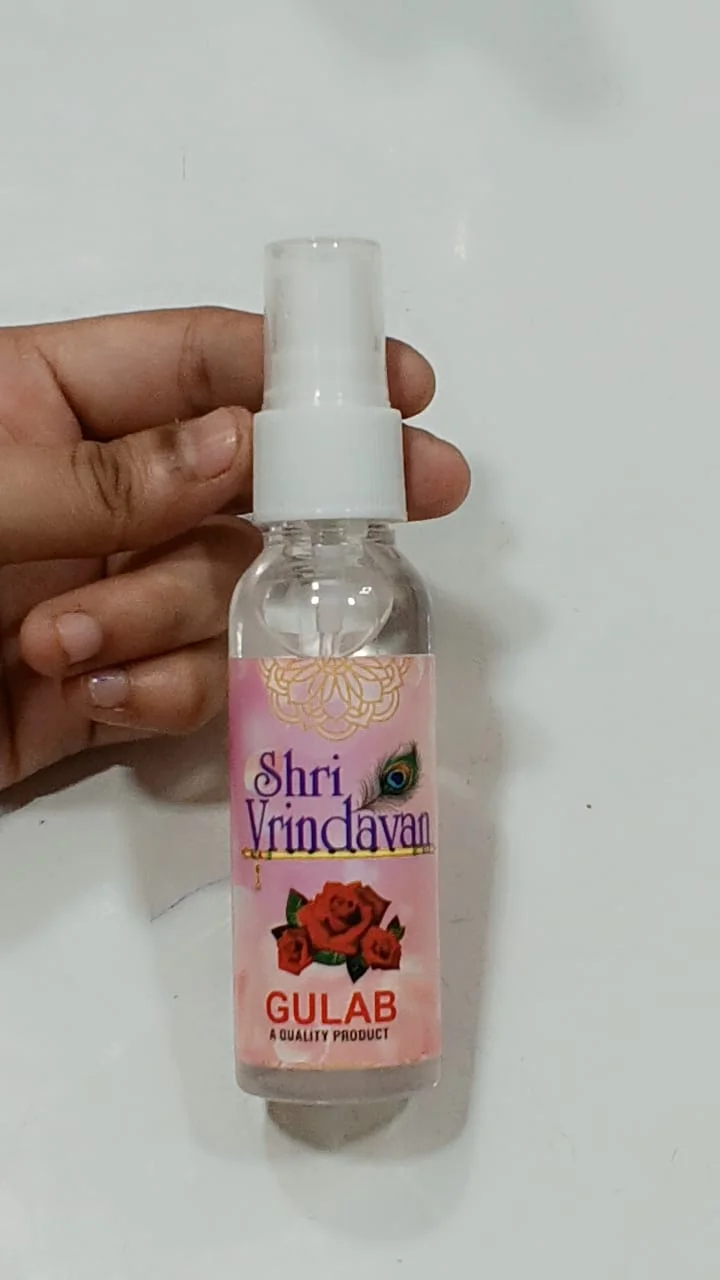 Shri
Vrindavan
GULAB
A QUALITY PRODUCT